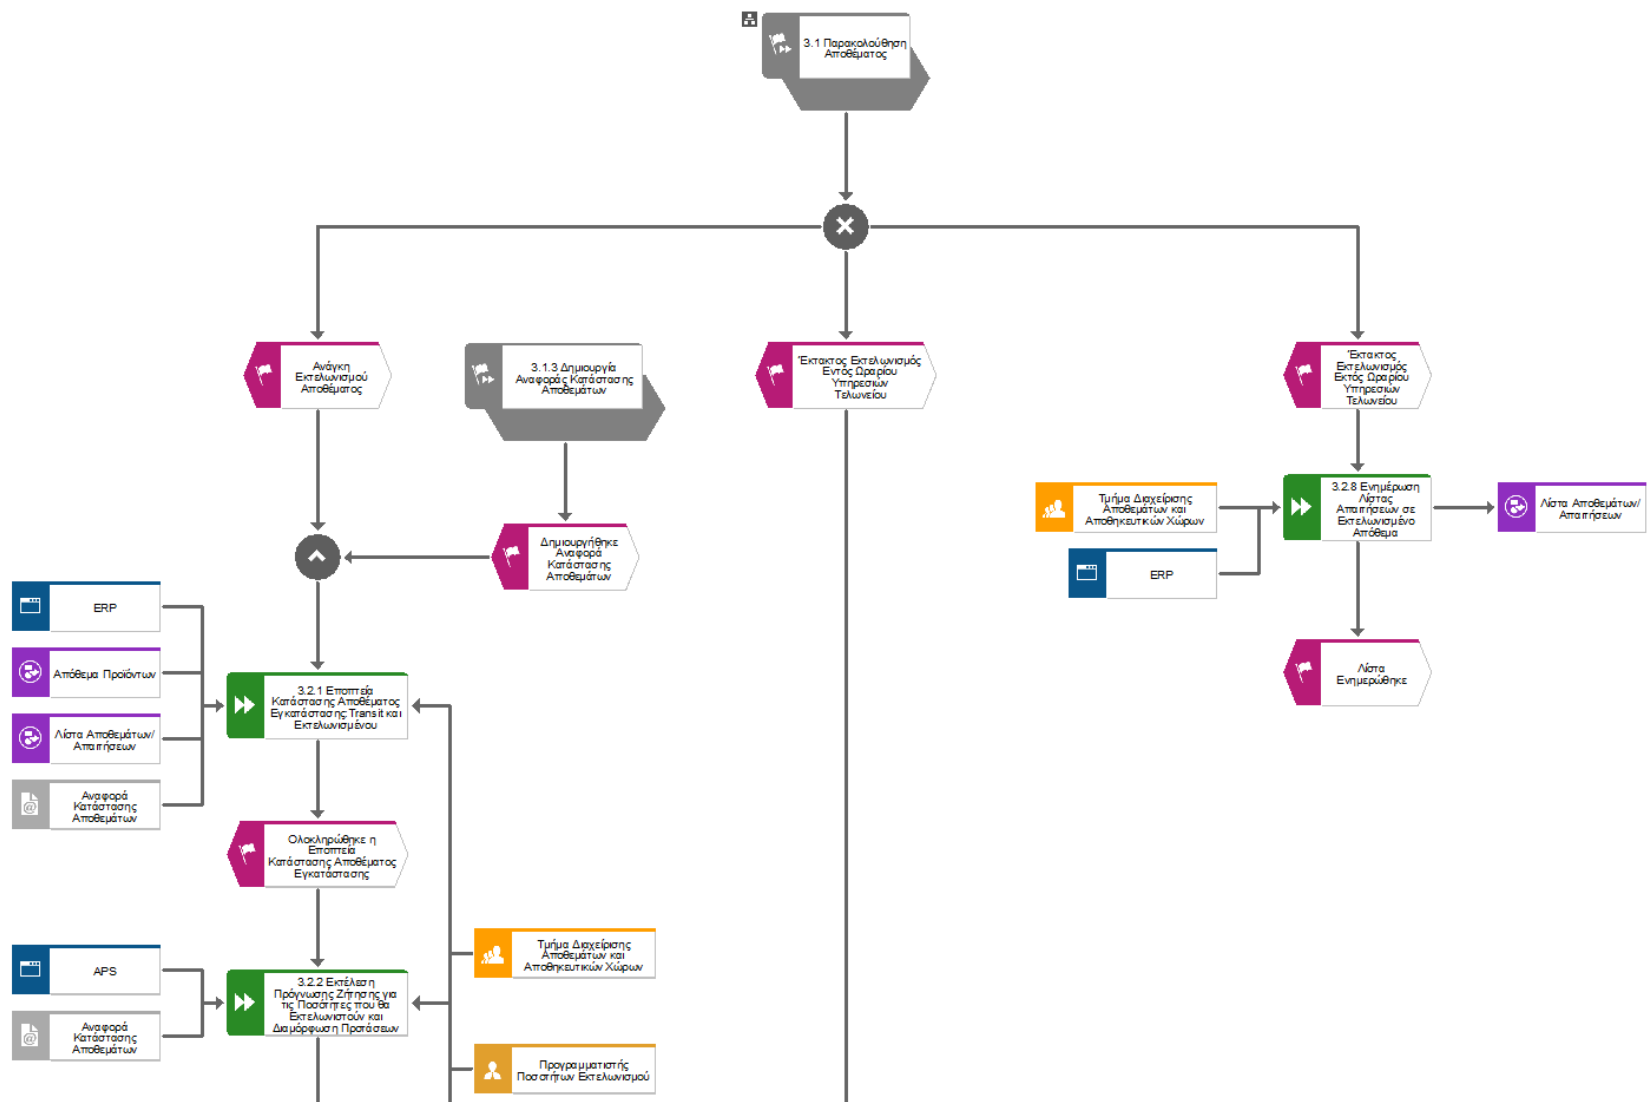 3.1 Παρακολούθηση
Αποθέματος
Ανάγκη
Εκτελωνισμού
Αποθέματος
3.1.3 Δημιουργία
Αναφοράς Κατάστασης
Αποθεμάτων
Έκτακτος Εκτελωνισμός
Εντός Ωραρίου
Υπηρεσιών
Τελωνείου
Έκτακτος
Εκτελωνισμός
Εκτός Ωραρίου
Υπηρεσιών
Τελωνείου
Τμήμα Διαχείρισης
Αποθεμάτων και
Αποθηκευτικών Χώρων
3.2.8 Ενημέρωση
Λίστας
Απαιτήσεων σε
Εκτελωνισμένο
Απόθεμα
Λίστα Αποθεμάτων/
Απαιτήσεων
Δημιουργήθηκε
Αναφορά
Κατάστασης
Αποθεμάτων
ERP
ERP
Απόθεμα Προϊόντων
Λίστα
Ενημερώθηκε
3.2.1 Εποπτεία
Κατάστασης Αποθέματος
Εγκατάστασης: Transit και
Εκτελωνισμένου
Λίστα Αποθεμάτων/
Απαιτήσεων
Αναφορά
Κατάστασης
Αποθεμάτων
Ολοκληρώθηκε η
Εποπτεία
Κατάστασης Αποθέματος
Εγκατάστασης
Τμήμα Διαχείρισης
Αποθεμάτων και
Αποθηκευτικών Χώρων
APS
3.2.2 Εκτέλεση
Πρόγνωσης Ζήτησης για
τις Ποσότητες που θα
Εκτελωνιστούν και
Διαμόρφωση Προτάσεων
Αναφορά
Κατάστασης
Αποθεμάτων
Προγραμματιστής
Ποσοτήτων Εκτελωνισμού